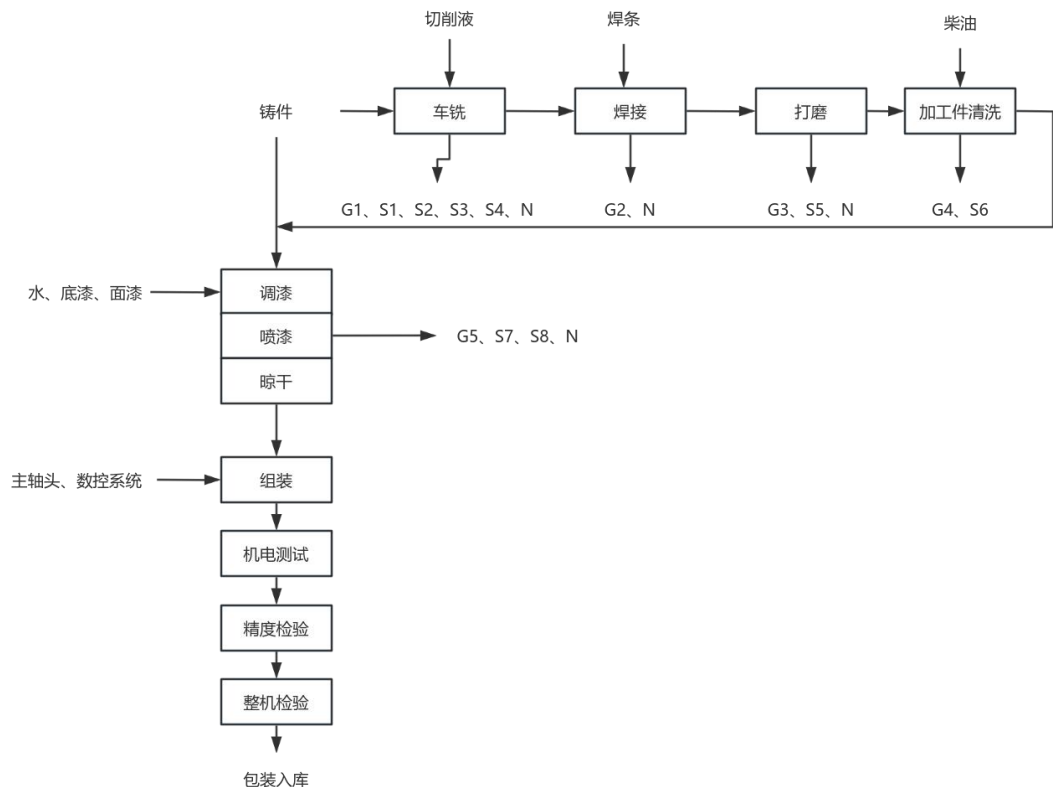 切削液
焊条
柴油
铸件
车铣
焊接
打磨
加工件清洗
G1、S1、S2、S3、S4、N
G2、N
G3、S5、N
G4、S6
水、底漆、面漆
调漆
喷漆
G5、S7、S8、N
晾干
主轴头、数控系统
组装
机电测试
精度检验
整机检验
包装入库